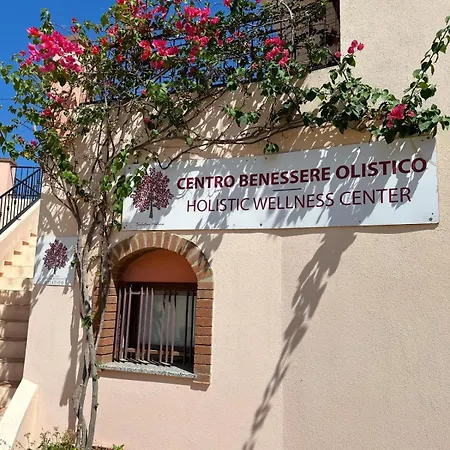 CENTRO BENESSERE OLISTICO
HOLISTIC WELLNESS CENTER